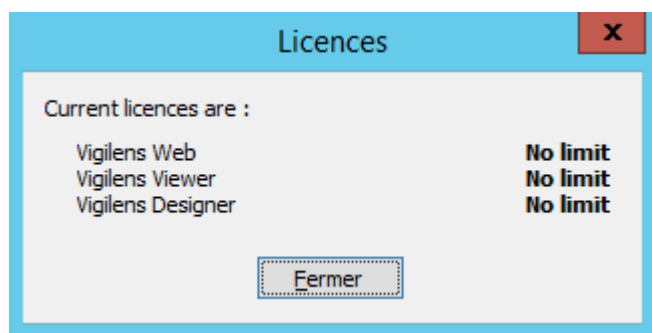 Licences
x
Current licences are :
Vigilens Web No limit
Vigilens Viewer No limit
Vigilens Designer No limit
Fermer